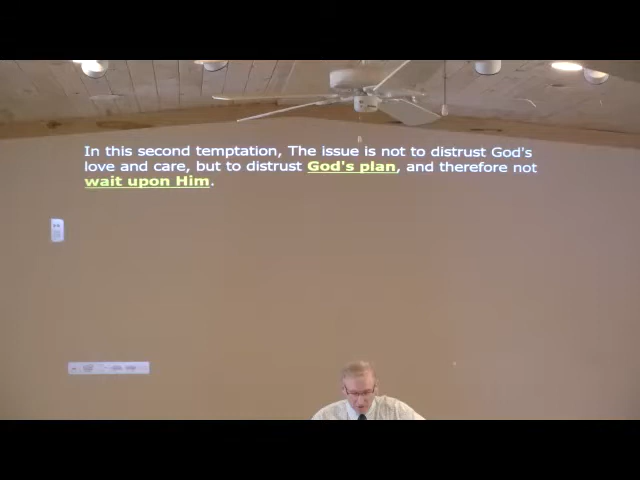 In this second temptation, The issue is not to distrust God's
love and care, but to distrust God's plan, and therefore not
wait upon Him.